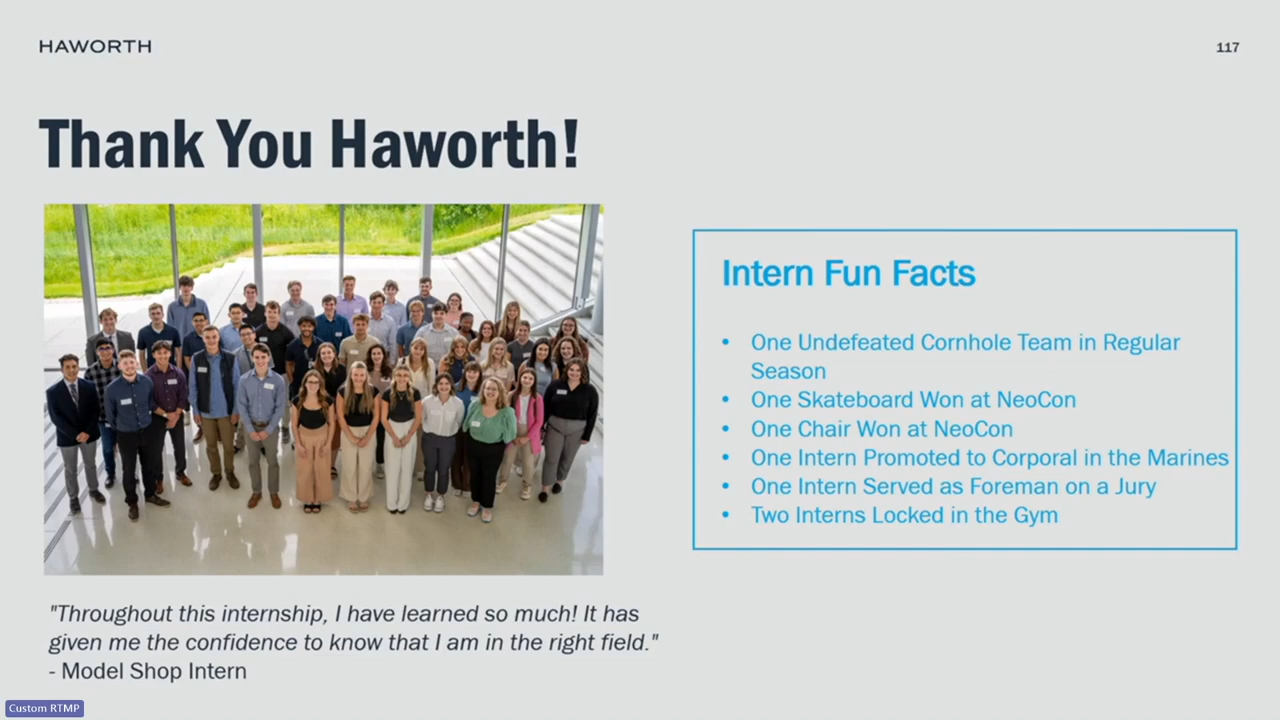 HAWORTH
117
Thank You Haworth!
Intern Fun Facts
• One Undefeated Cornhole Team in Regular
Season
• One Skateboard Won at NeoCon
• One Chair Won at NeoCon
• One Intern Promoted to Corporal in the Marines
• One Intern Served as Foreman on a Jury
• Two Interns Locked in the Gym
"Throughout this internship, I have learned so much! It has
given me the confidence to know that I am in the right field."
- Model Shop Intern
Custom RTMP